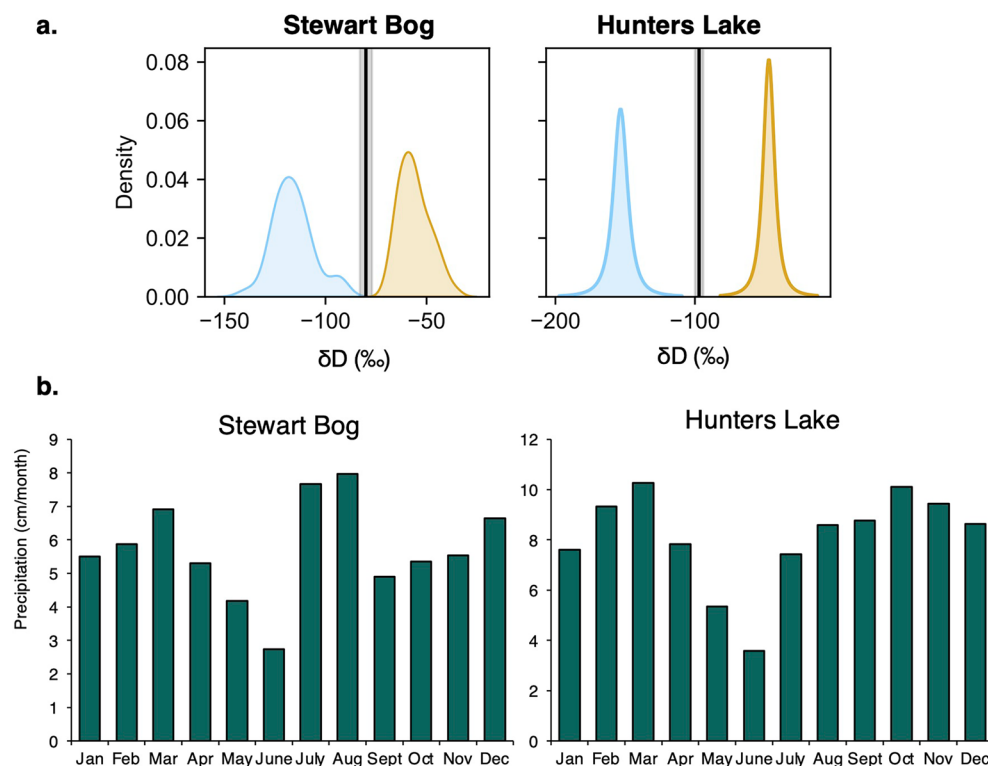 a.
Stewart Bog
Hunters Lake
Density
0.08
0.06
0.04
0.02
0.00
−150 −100 −50
−200 −100
δD (‰)
δD (‰)
b.
Stewart Bog
Hunters Lake
Precipitation (cm/month)
9
8
7
6
5
4
3
2
1
0
Jan Feb Mar Apr May June July Aug Sept Oct Nov Dec
12
10
8
6
4
2
0
Jan Feb Mar Apr May June July Aug Sept Oct Nov Dec